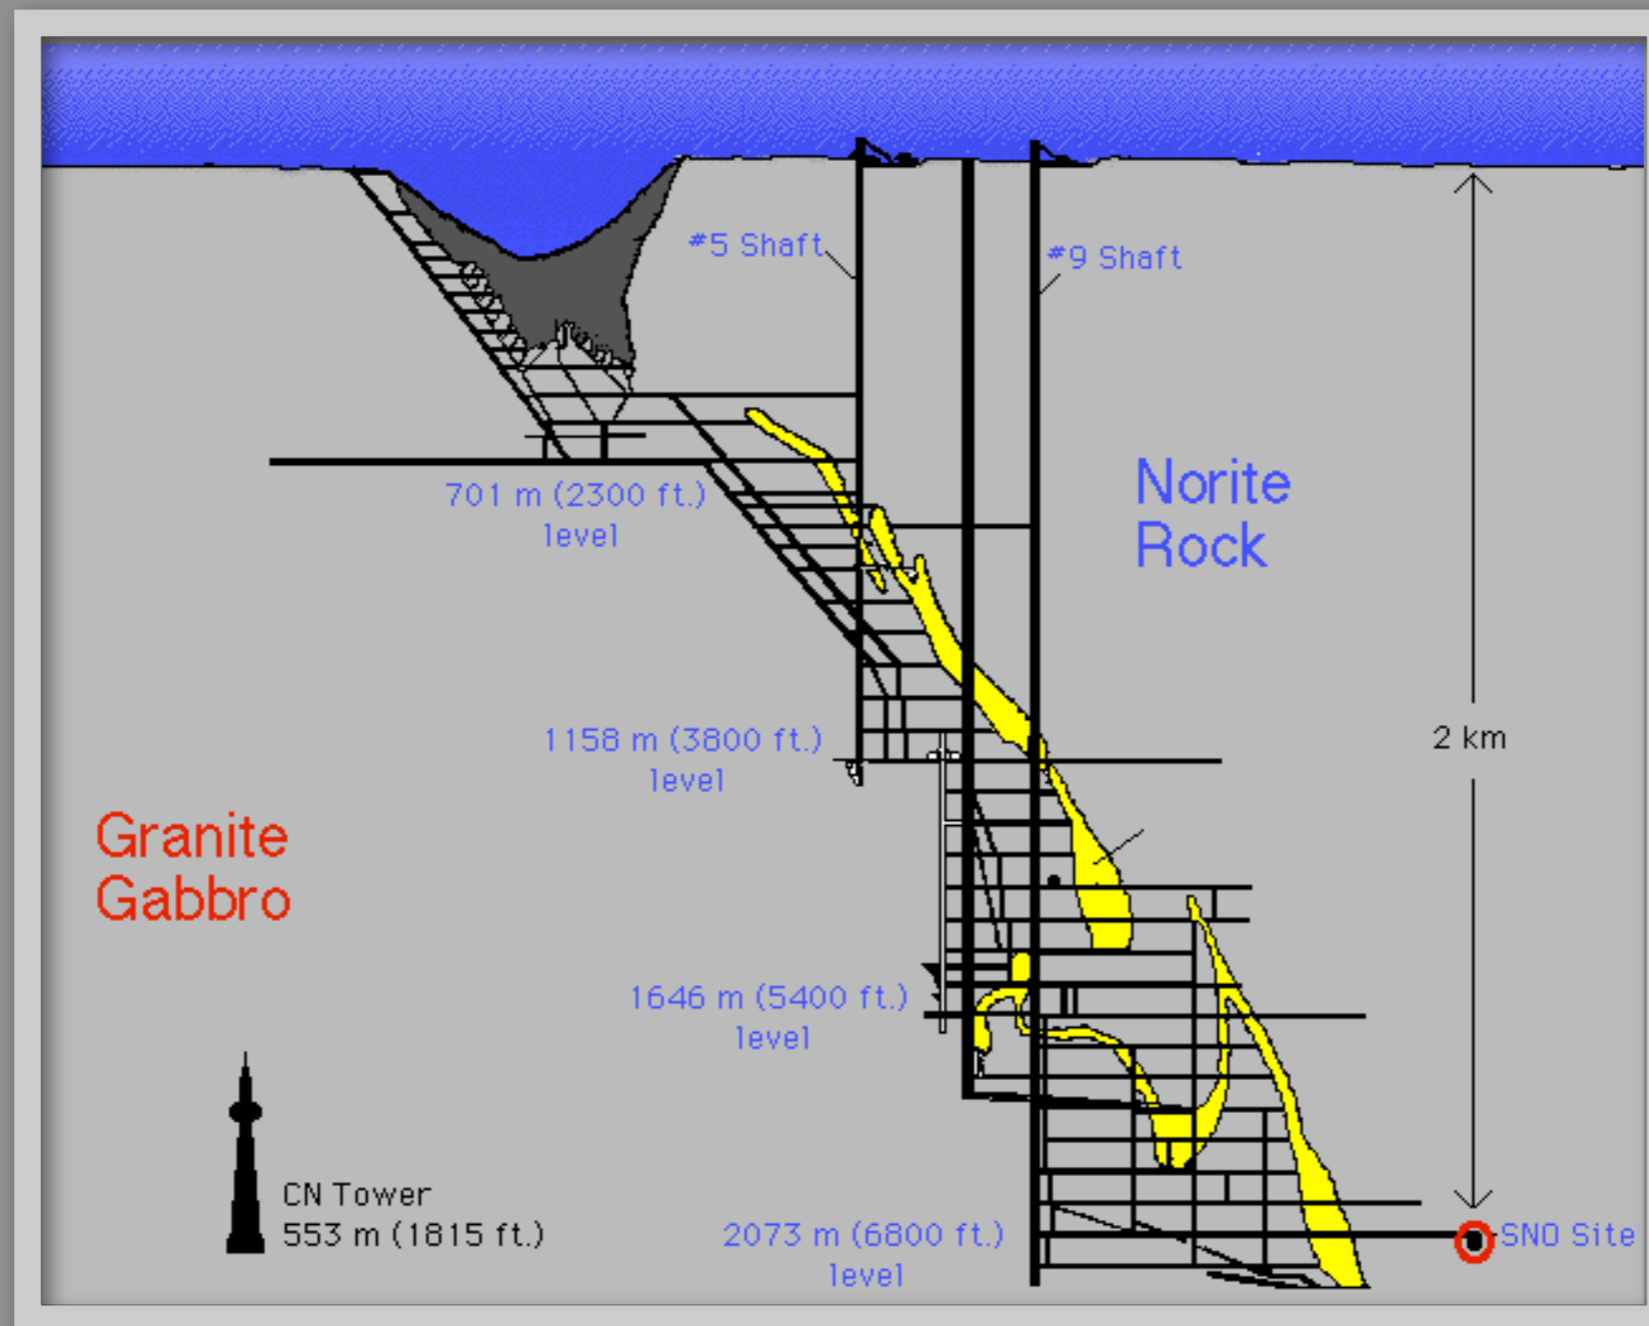 #5 Shaft
#9 Shaft
Norite
Rock
701 m (2300 ft.)
level
1158 m (3800 ft.)
level
2 km
Granite
Gabbro
1646 m (5400 ft.)
level
CN Tower
553 m (1815 ft.)
2073 m (6800 ft.)
level
SNO Site